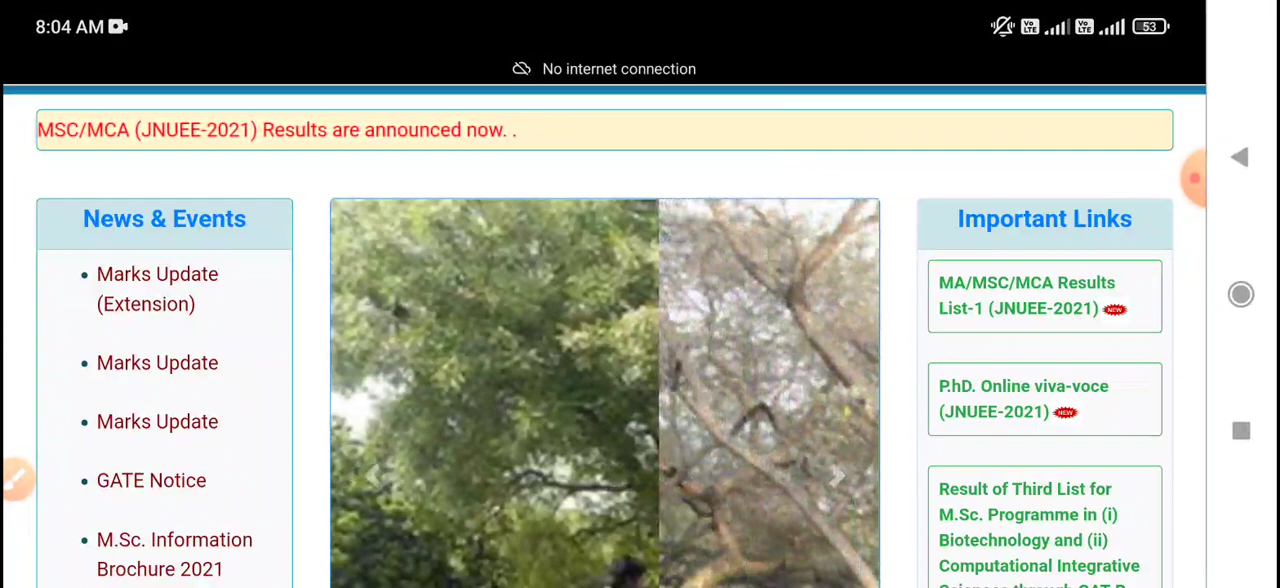 8:04 AM
53
No internet connection
MSC/MCA (JNUEE-2021) Results are announced now. .
News & Events
Marks Update
(Extension)
Marks Update
Marks Update
GATE Notice
M.Sc. Information
Brochure 2021
Important Links
MA/MSC/MCA Results
List-1 (JNUEE-2021) NEW
P.hD. Online viva-voce
(JNUEE-2021) NEW
Result of Third List for
M.Sc. Programme in (i)
Biotechnology and (ii)
Computational Integrative